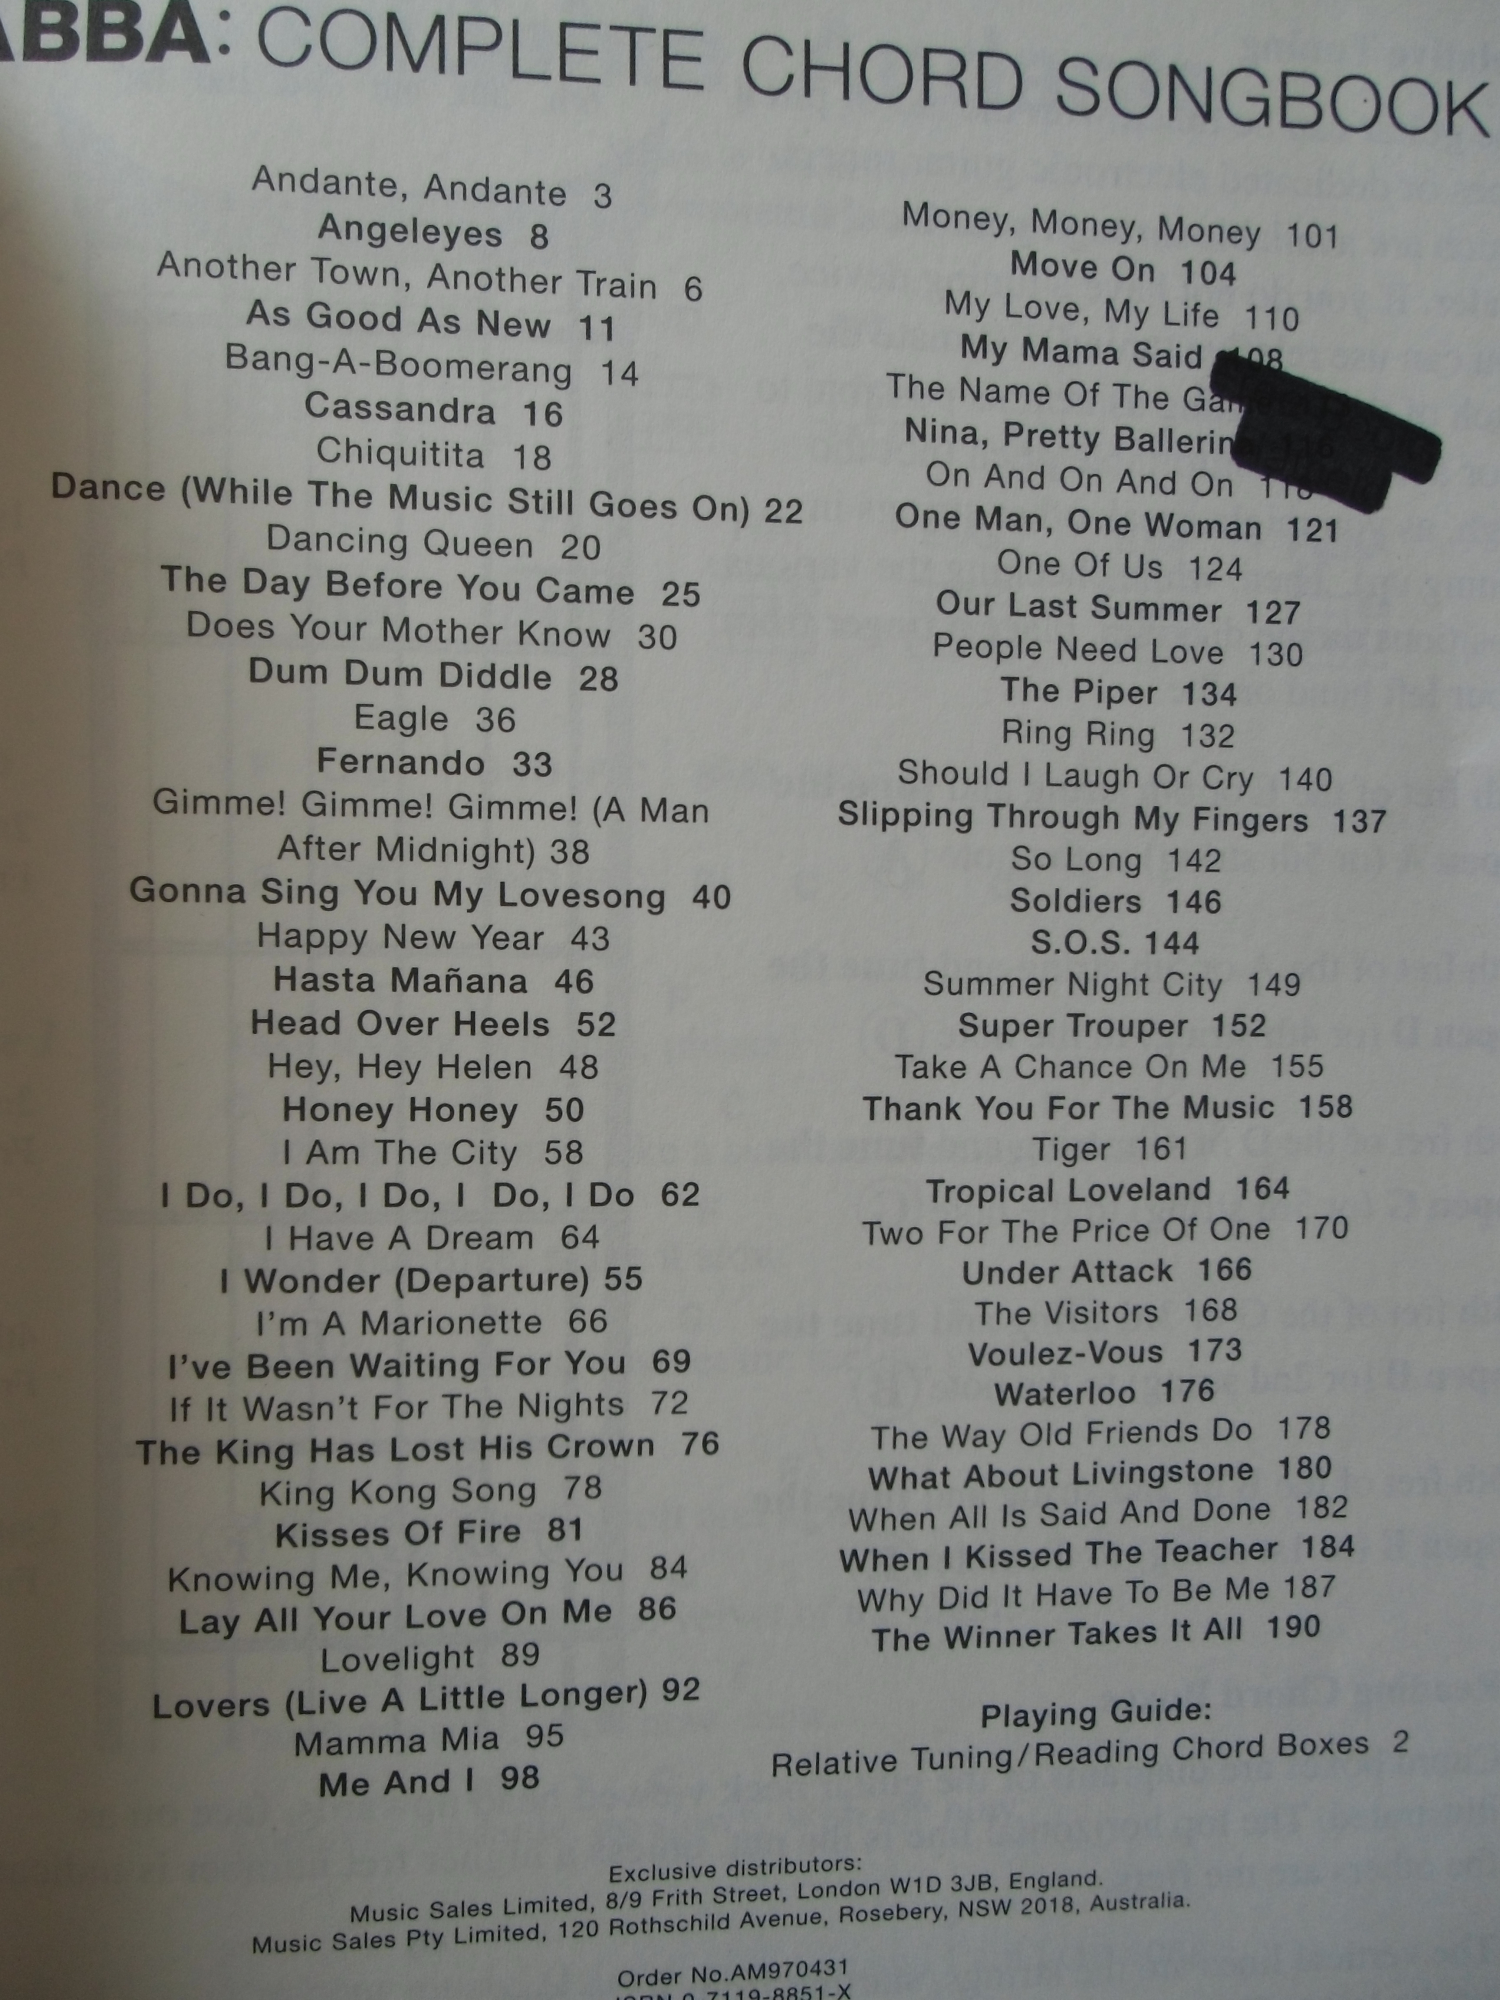 ABBA: COMPLETE CHORD SONGBOOK
Andante, Andante 3
Angeleyes 8
Another Town, Another Train 6
As Good As New 11
Bang-A-Boomerang 14
Cassandra 16
Chiquitita 18
Dance (While The Music Still Goes On) 22
Dancing Queen 20
The Day Before You Came 25
Does Your Mother Know 30
Dum Dum Diddle 28
Eagle 36
Fernando 33
Gimme! Gimme! Gimme! (A Man
After Midnight) 38
Gonna Sing You My Lovesong 40
Happy New Year 43
Hasta Mañana 46
Head Over Heels 52
Hey, Hey Helen 48
Honey Honey 50
I Am The City 58
I Do, I Do, I Do, I Do, I Do 62
I Have A Dream 64
I Wonder (Departure) 55
I'm A Marionette 66
I've Been Waiting For You 69
If It Wasn't For The Nights 72
The King Has Lost His Crown 76
King Kong Song 78
Kisses Of Fire 81
Knowing Me, Knowing You 84
Lay All Your Love On Me 86
Lovelight 89
Lovers (Live A Little Longer) 92
Mamma Mia 95
Me And I 98
Money, Money, Money 101
Move On 104
My Love, My Life 110
My Mama Said 108
The Name Of The
Nina, Pretty Ballerina 116
On And On And On
One Man, One Woman 121
One Of Us 124
Our Last Summer 127
People Need Love 130
The Piper 134
Ring Ring 132
Should I Laugh Or Cry 140
Slipping Through My Fingers 137
So Long 142
Soldiers 146
S.O.S. 144
Summer Night City 149
Super Trouper 152
Take A Chance On Me 155
Thank You For The Music 158
Tiger 161
Tropical Loveland 164
Two For The Price Of One 170
Under Attack 166
The Visitors 168
Voulez-Vous 173
Waterloo 176
The Way Old Friends Do 178
What About Livingstone 180
When All Is Said And Done 182
When I Kissed The Teacher 184
Why Did It Have To Be Me 187
The Winner Takes It All 190
Playing Guide:
Relative Tuning/Reading Chord Boxes 2
Exclusive distributors:
Music Sales Limited, 8/9 Frith Street, London W1D 3JB, England.
Music Sales Pty Limited, 120 Rothschild Avenue, Rosebery, NSW 2018, Australia.
Order No.AM970431
ISBN 0-7119-8851-X